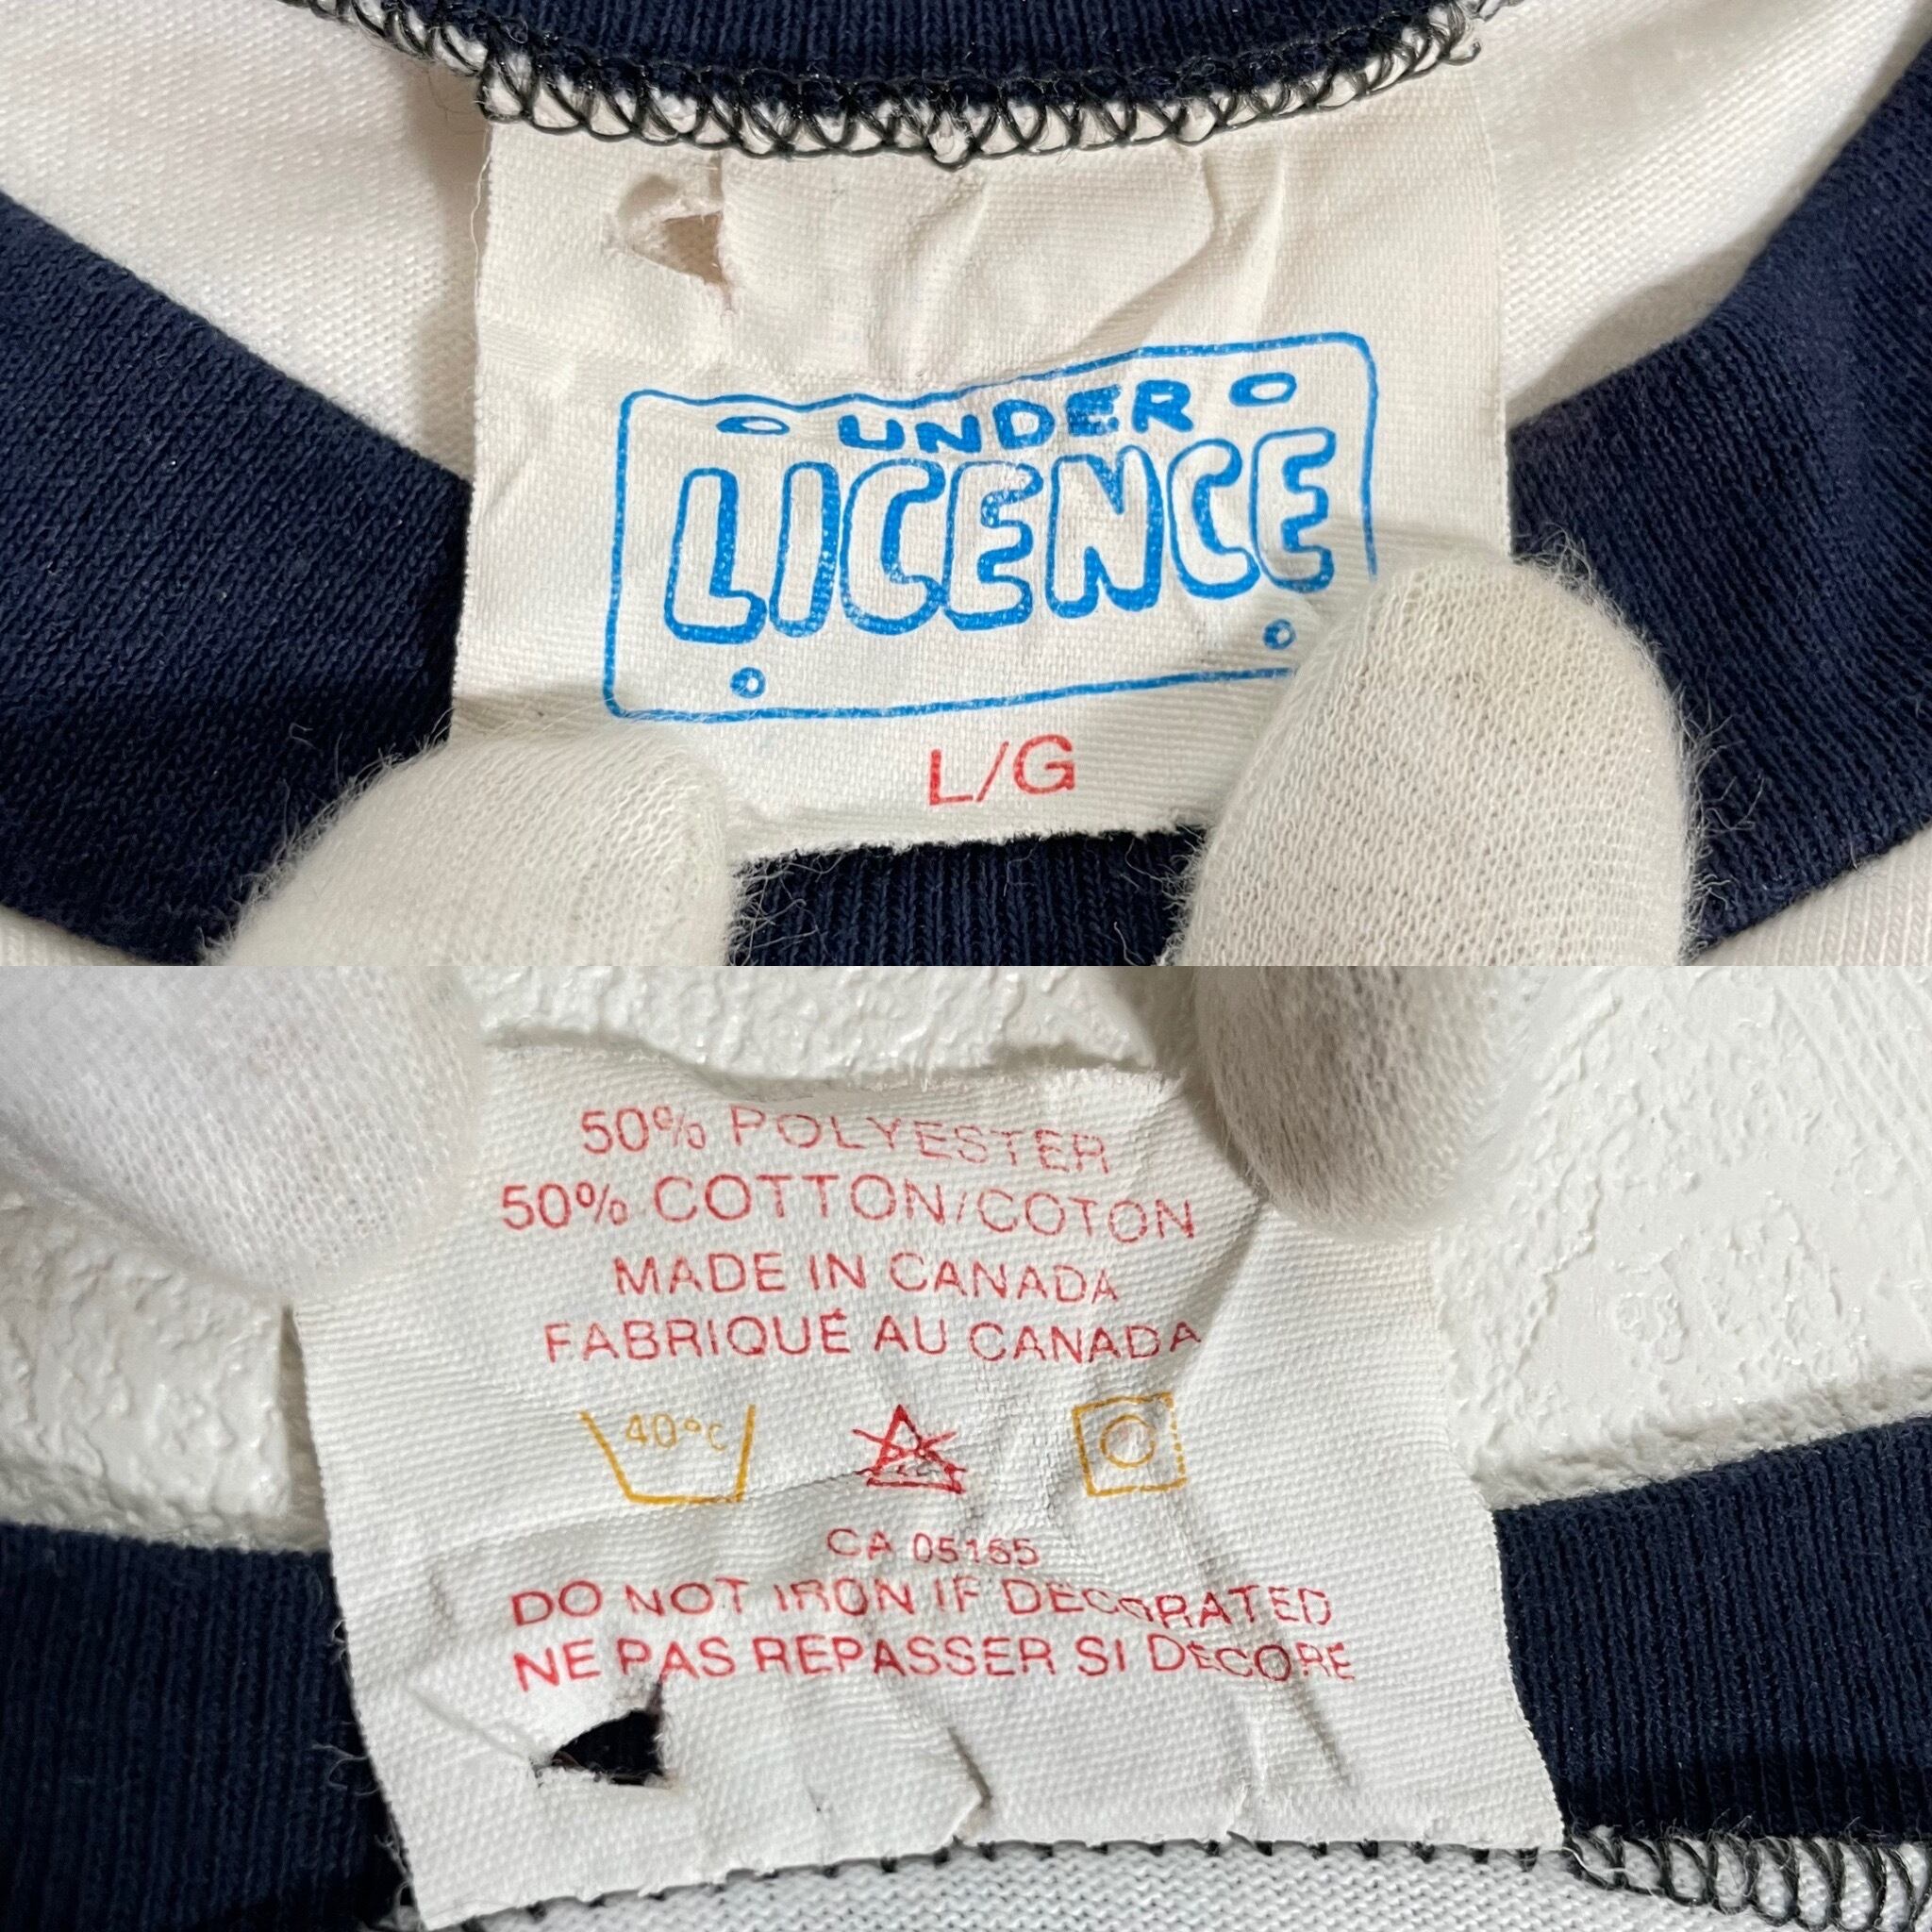 UNDER
LICENCE
L/G
50% POLYESTER
50% COTTON/COTON
MADE IN CANADA
FABRIQUÉ AU CANADA
40°C
CA 05165
DO NOT IRON IF DECORATED
NE PAS REPASSER SI DÉCORÉ